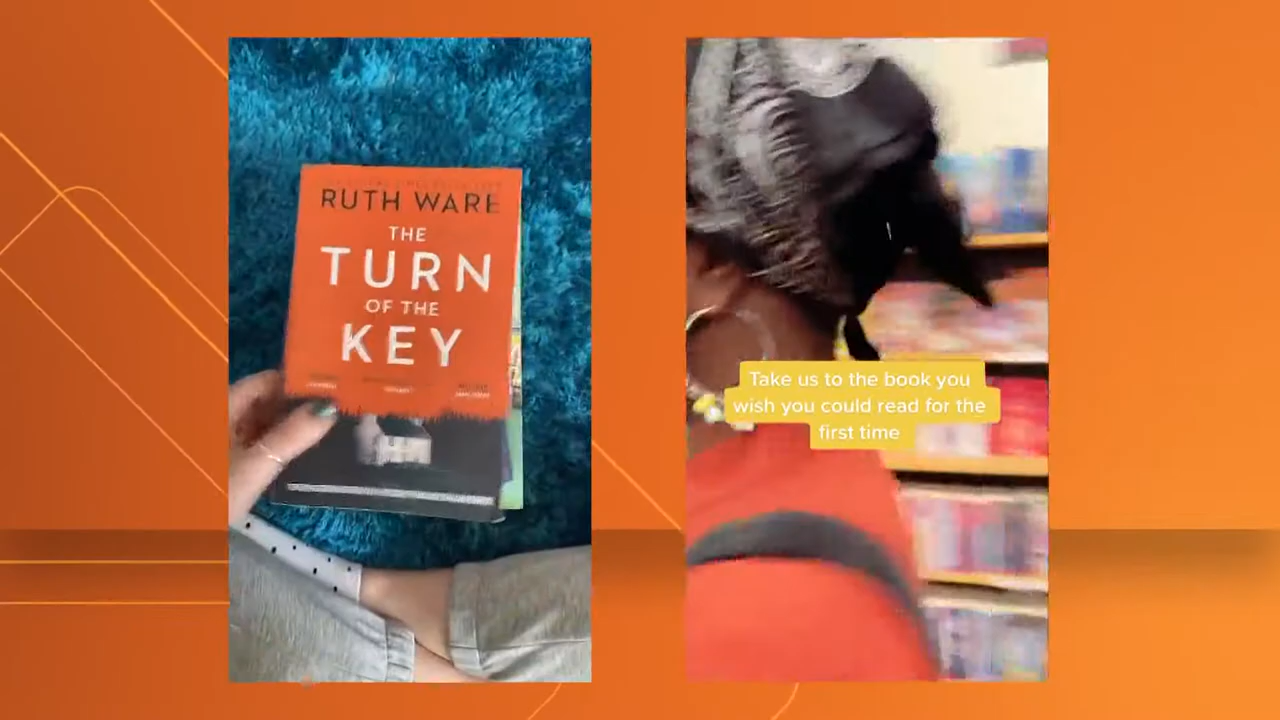 RUTH WARE
THE
TURN
OF THE
KEY
Take us to the book you
wish you could read for the
first time